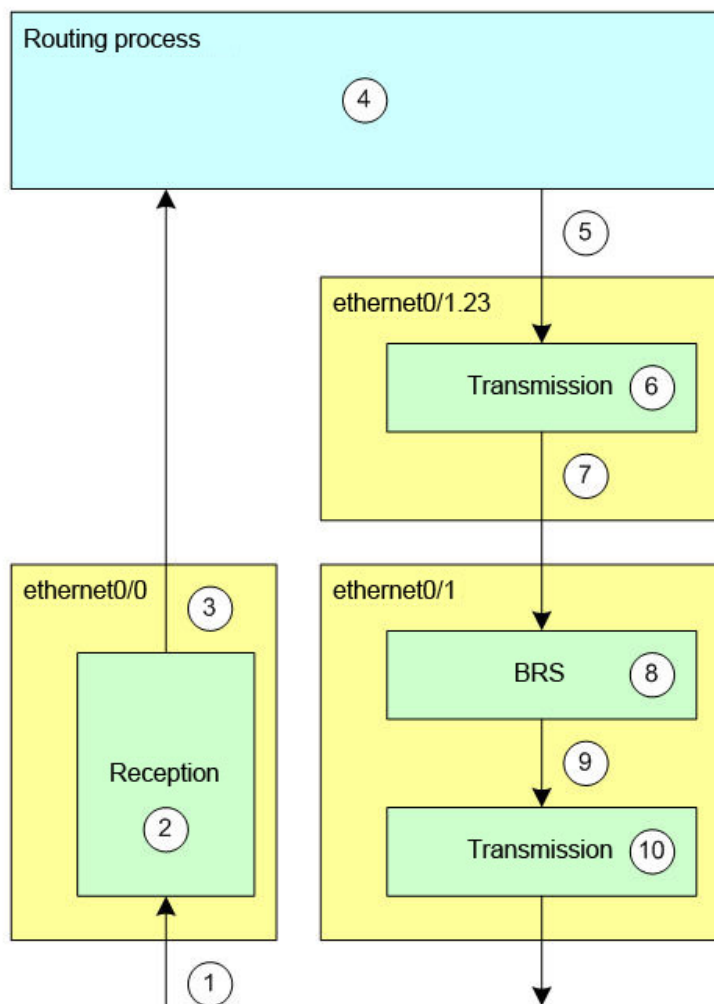 Routing process
4
5
ethernet0/1.23
Transmission 6
7
ethernet0/0
3
Reception
2
1
ethernet0/1
BRS 8
9
Transmission 10